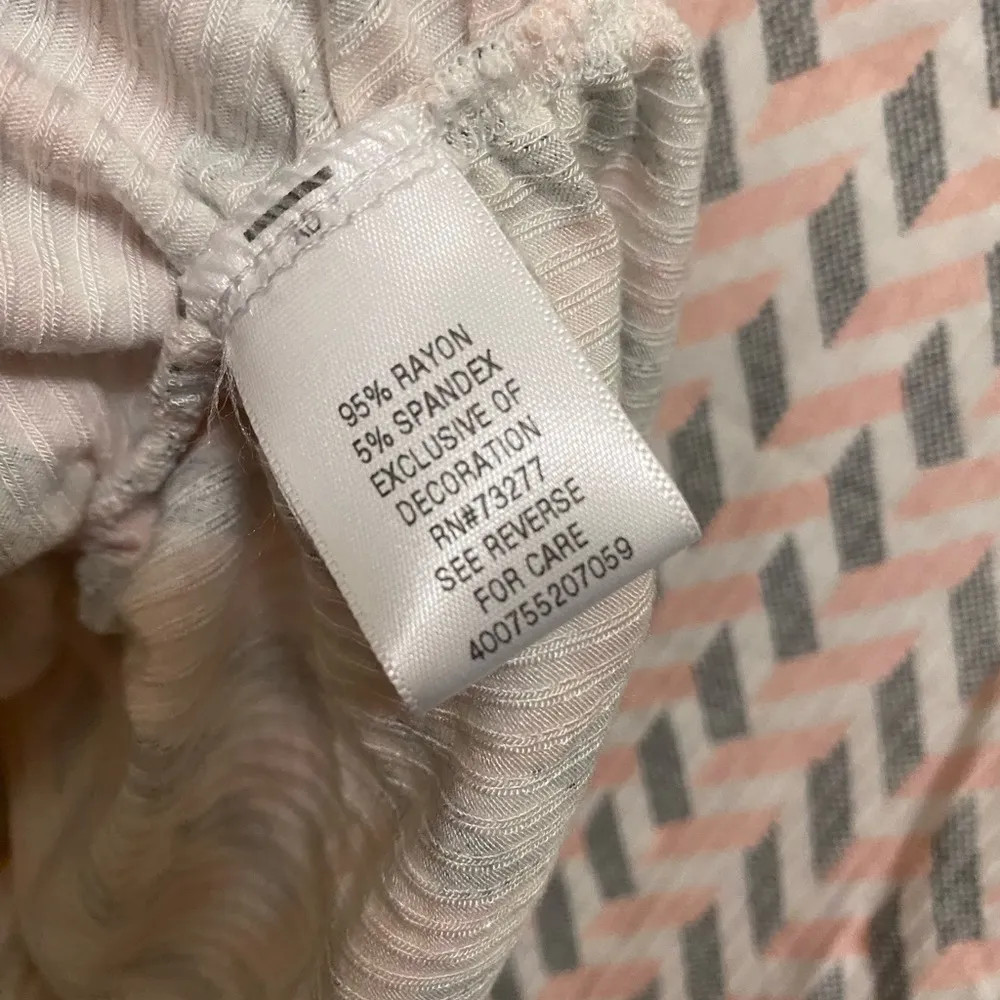 95% RAYON
5% SPANDEX
EXCLUSIVE OF
DECORATION
RN#73277
SEE REVERSE
FOR CARE
400755207059